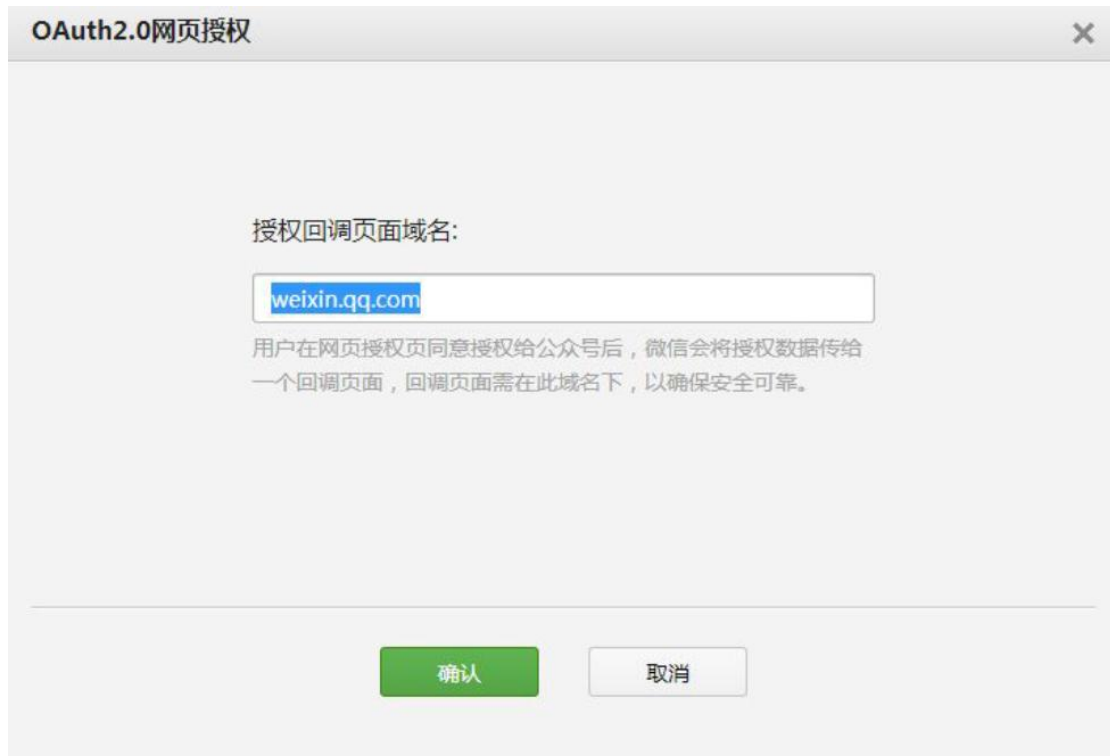 OAuth2.0网页授权
授权回调页面域名:
weixin.qq.com
用户在网页授权页同意授权给公众号后，微信会将授权数据传给
一个回调页面，回调页面需在此域名下，以确保安全可靠。
确认
取消